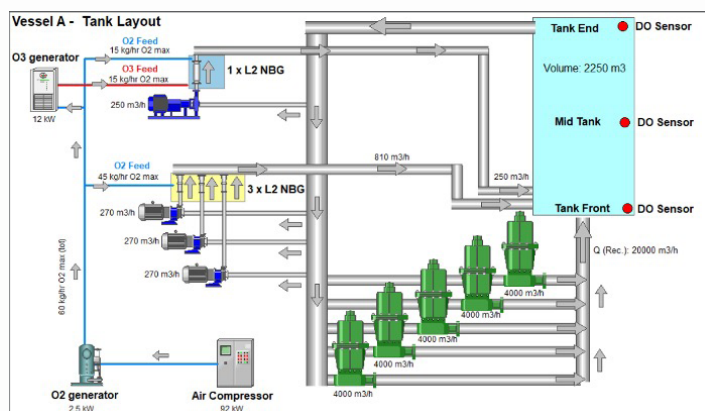 Vessel A - Tank Layout
O2 Feed
15 kg/hr O2 max
O3 Feed
15 kg/hr O2 max
O3 generator
12 kW
1 x L2 NBG
250 m3/h
O2 Feed
45 kg/hr O2 max
3 x L2 NBG
270 m3/h
270 m3/h
270 m3/h
810 m3/h
250 m3/h
Tank End
DO Sensor
Volume: 2250 m3
Mid Tank
DO Sensor
Tank Front
DO Sensor
Q (Rec.): 20000 m3/h
4000 m3/h
4000 m3/h
4000 m3/h
4000 m3/h
4000 m3/h
60 kg/hr O2 max (tot)
O2 generator
2.5 kW
Air Compressor
92 kW